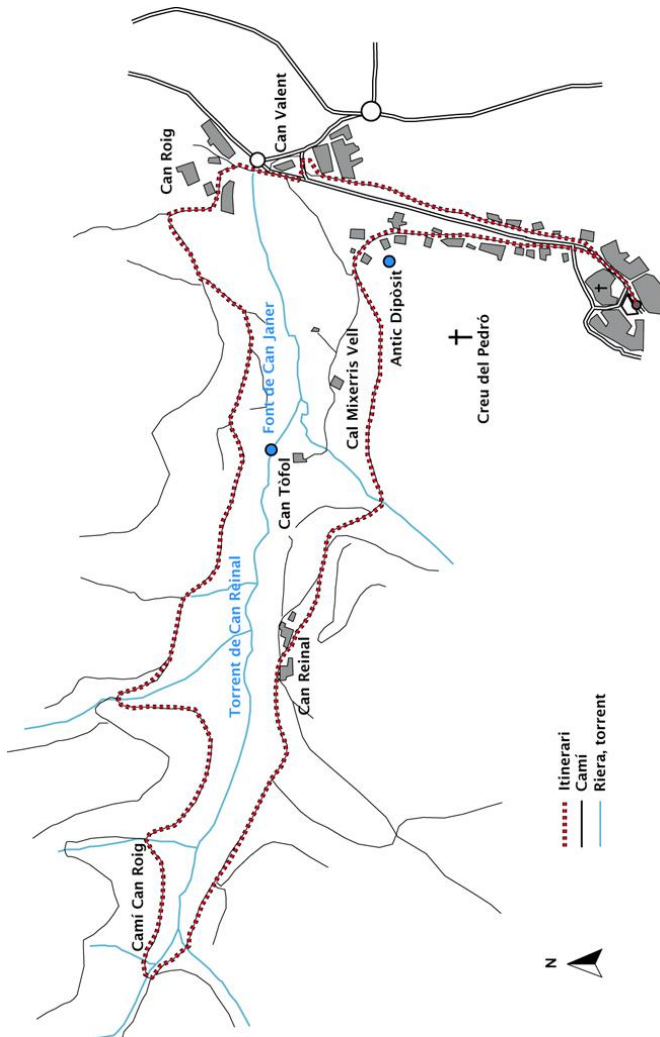 Can Roig
Can Valent
Font de Can Janer
Antic Dipòsit
Cal Mixerris Vell
Creu del Pedró
Can Tòfol
Torrent de Can Reinal
Can Reinal
Camí Can Roig
Itinerari
Camí
Riera, torrent
N